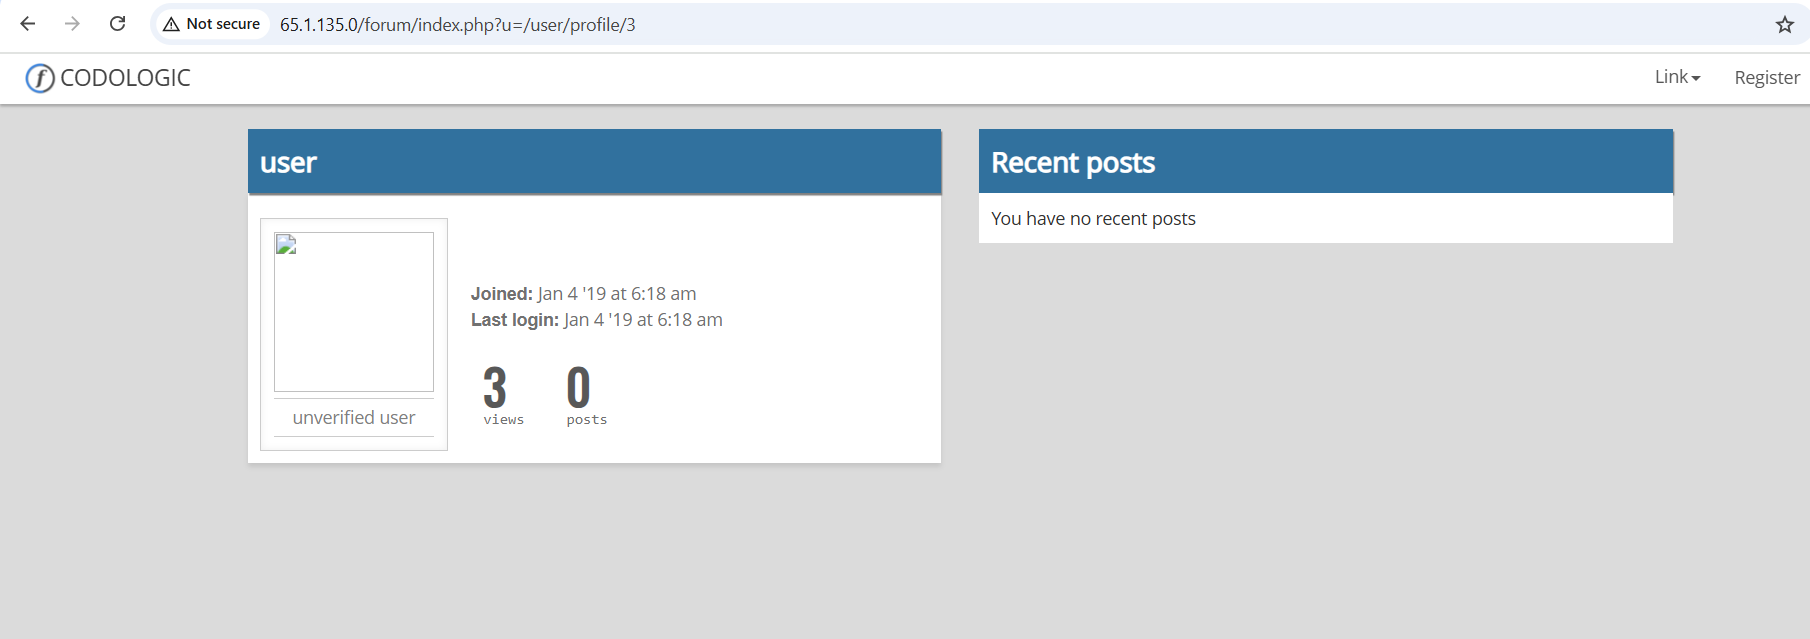 Not secure
65.1.135.0/forum/index.php?u=/user/profile/3
f CODOLOGIC
Link
Register
user
unverified user
Joined: Jan 4 '19 at 6:18 am
Last login: Jan 4 '19 at 6:18 am
3 0
views posts
Recent posts
You have no recent posts